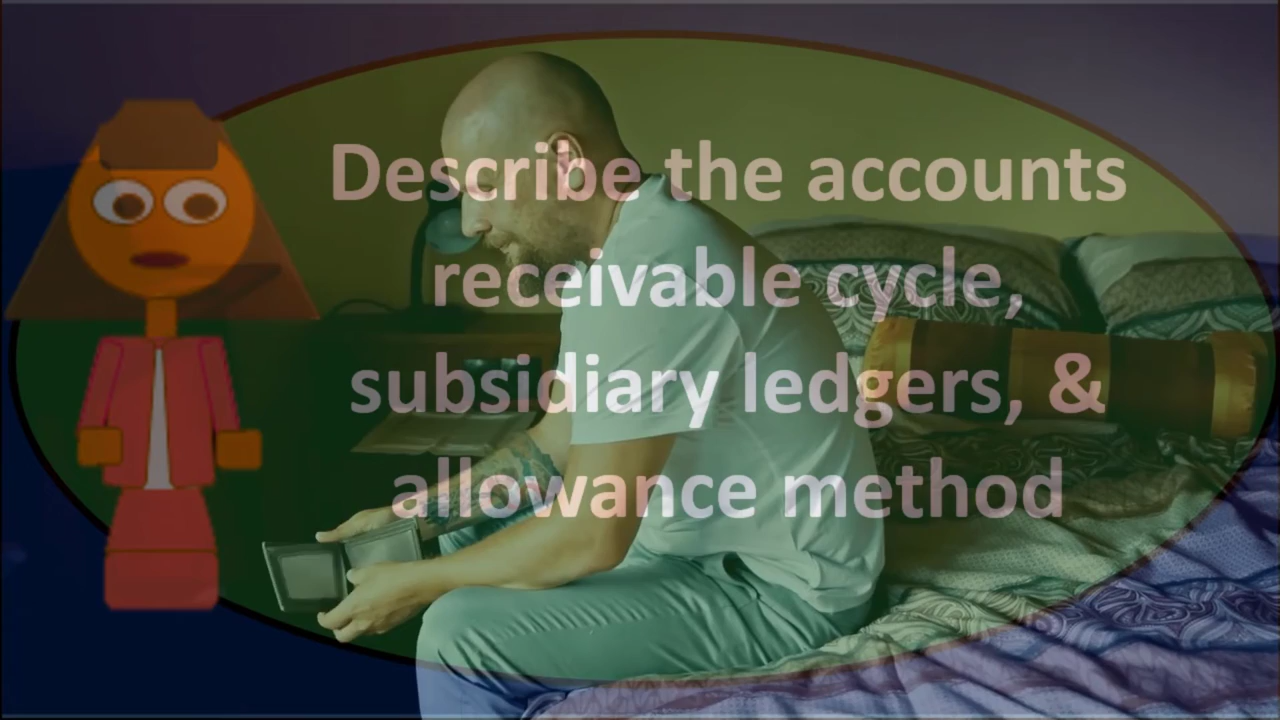 Describe the accounts
receivable cycle,
subsidiary ledgers, &
allowance method